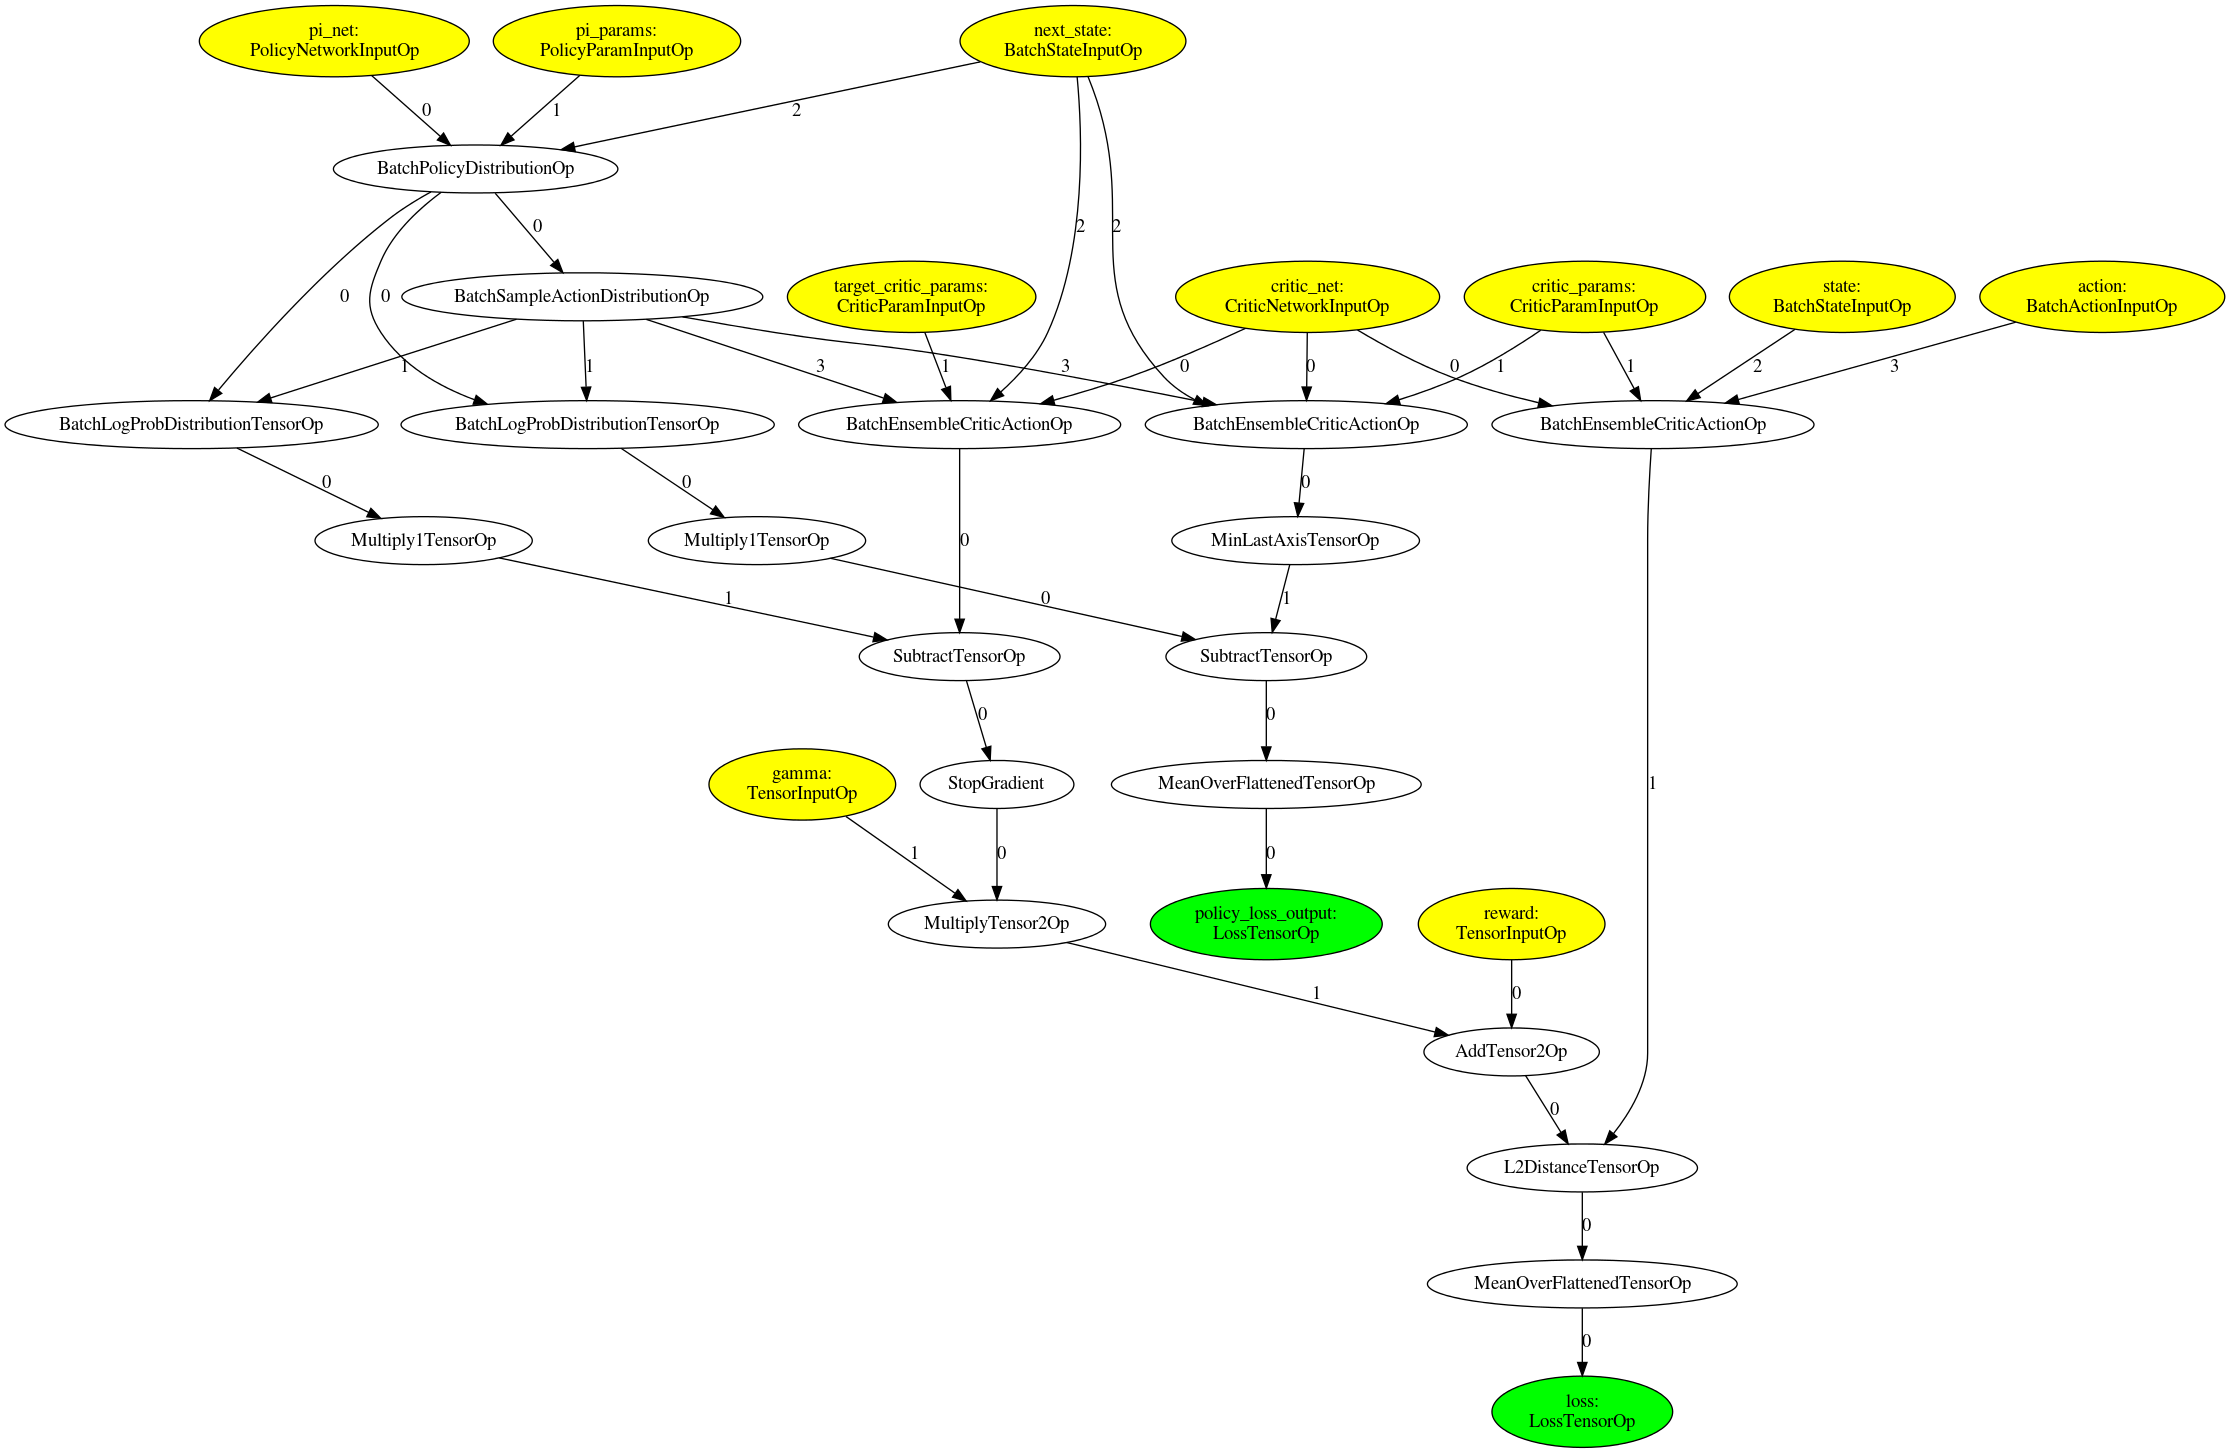 pi_net:
PolicyNetworkInputOp
pi_params:
PolicyParamInputOp
next_state:
BatchStateInputOp
0
1
2
BatchPolicyDistributionOp
0
2
2
0
0
BatchSampleActionDistributionOp
target_critic_params:
CriticParamInputOp
critic_net:
CriticNetworkInputOp
critic_params:
CriticParamInputOp
state:
BatchStateInputOp
action:
BatchActionInputOp
1
1
3
1
3
0
0
0
1
1
2
3
BatchLogProbDistributionTensorOp
BatchLogProbDistributionTensorOp
BatchEnsembleCriticActionOp
BatchEnsembleCriticActionOp
BatchEnsembleCriticActionOp
0
0
0
Multiply1TensorOp
Multiply1TensorOp
0
MinLastAxisTensorOp
1
0
1
SubtractTensorOp
SubtractTensorOp
0
0
gamma:
TensorInputOp
StopGradient
MeanOverFlattenedTensorOp
1
1
0
0
MultiplyTensor2Op
policy_loss_output:
LossTensorOp
reward:
TensorInputOp
1
0
AddTensor2Op
0
L2DistanceTensorOp
0
MeanOverFlattenedTensorOp
0
loss:
LossTensorOp